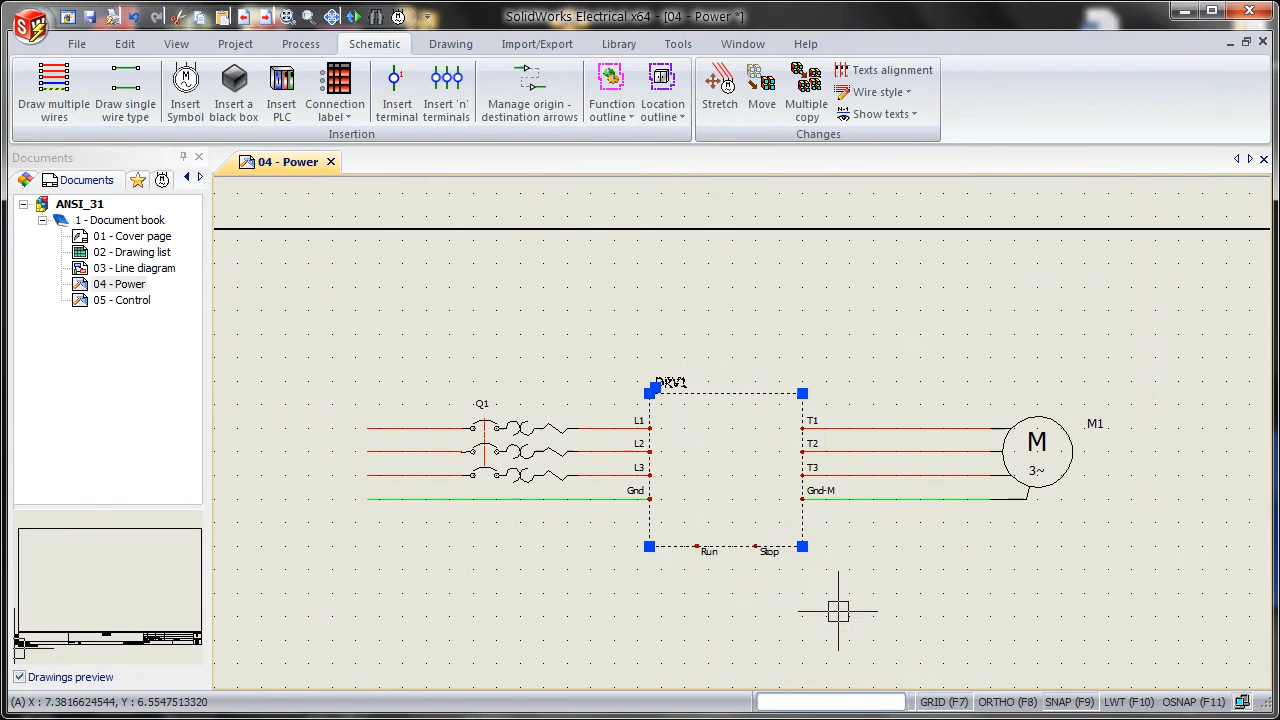 SolidWorks Electrical x64 - [04 - Power *]
File Edit View Project Process Schematic Drawing Import/Export Library Tools Window Help
Draw multiple wires
Draw single wire type
Insert Symbol
Insert a black box
Insert PLC
Connection label
Insert terminal
Insert 'n' terminals
Manage origin - destination arrows
Function outline
Location outline
Stretch
Move
Multiple copy
Texts alignment
Wire style
Show texts
Insertion
Changes
Documents
Documents
04 - Power
ANSI_31
1 - Document book
01 - Cover page
02 - Drawing list
03 - Line diagram
04 - Power
05 - Control
DRV1
Q1
L1
L2
L3
Gnd
T1
T2
T3
Gnd-M
M
3~
M1
Run
Stop
Drawings preview
(A) X : 7.3816624544, Y : 6.5547513320
GRID (F7) ORTHO (F8) SNAP (F9) LWT (F10) OSNAP (F11)